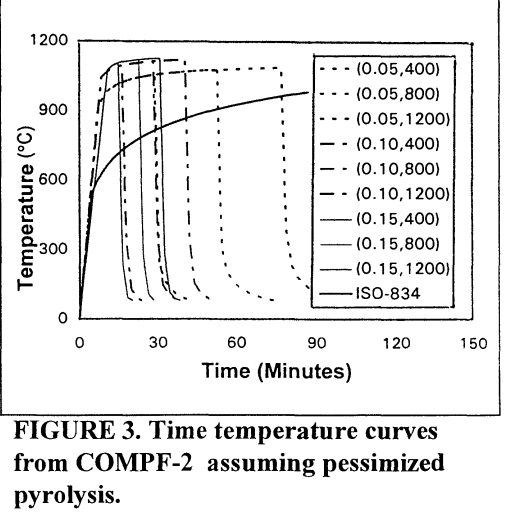 1200
900
600
300
0
Temperature (°C)
(0.05,400)
(0.05,800)
(0.05,1200)
(0.10,400)
(0.10,800)
(0.10,1200)
(0.15,400)
(0.15,800)
(0.15,1200)
ISO-834
0 30 60 90 120 150
Time (Minutes)
FIGURE 3. Time temperature curves
from COMPF-2 assuming pessimized
pyrolysis.